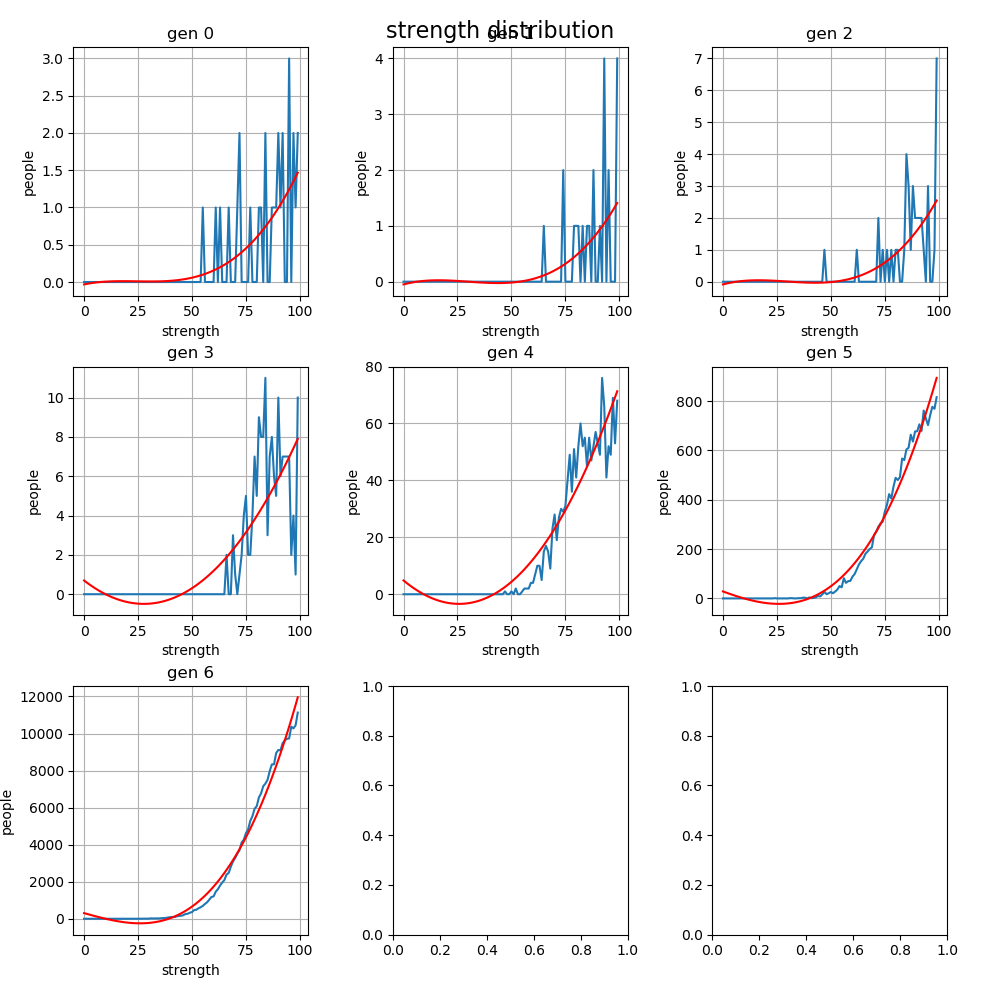 strength distribution
gen 0
gen 1
gen 2
3.0
2.5
2.0
1.5
1.0
0.5
0.0
people
0 25 50 75 100
strength
4
3
2
1
0
people
0 25 50 75 100
strength
7
6
5
4
3
2
1
0
people
0 25 50 75 100
strength
gen 3
10
8
6
4
2
0
people
0 25 50 75 100
strength
gen 4
80
60
40
20
0
people
0 25 50 75 100
strength
gen 5
800
600
400
200
0
people
0 25 50 75 100
strength
gen 6
12000
10000
8000
6000
4000
2000
0
people
0 25 50 75 100
strength
1.0
0.8
0.6
0.4
0.2
0.0
0.0 0.2 0.4 0.6 0.8 1.0
1.0
0.8
0.6
0.4
0.2
0.0
0.0 0.2 0.4 0.6 0.8 1.0